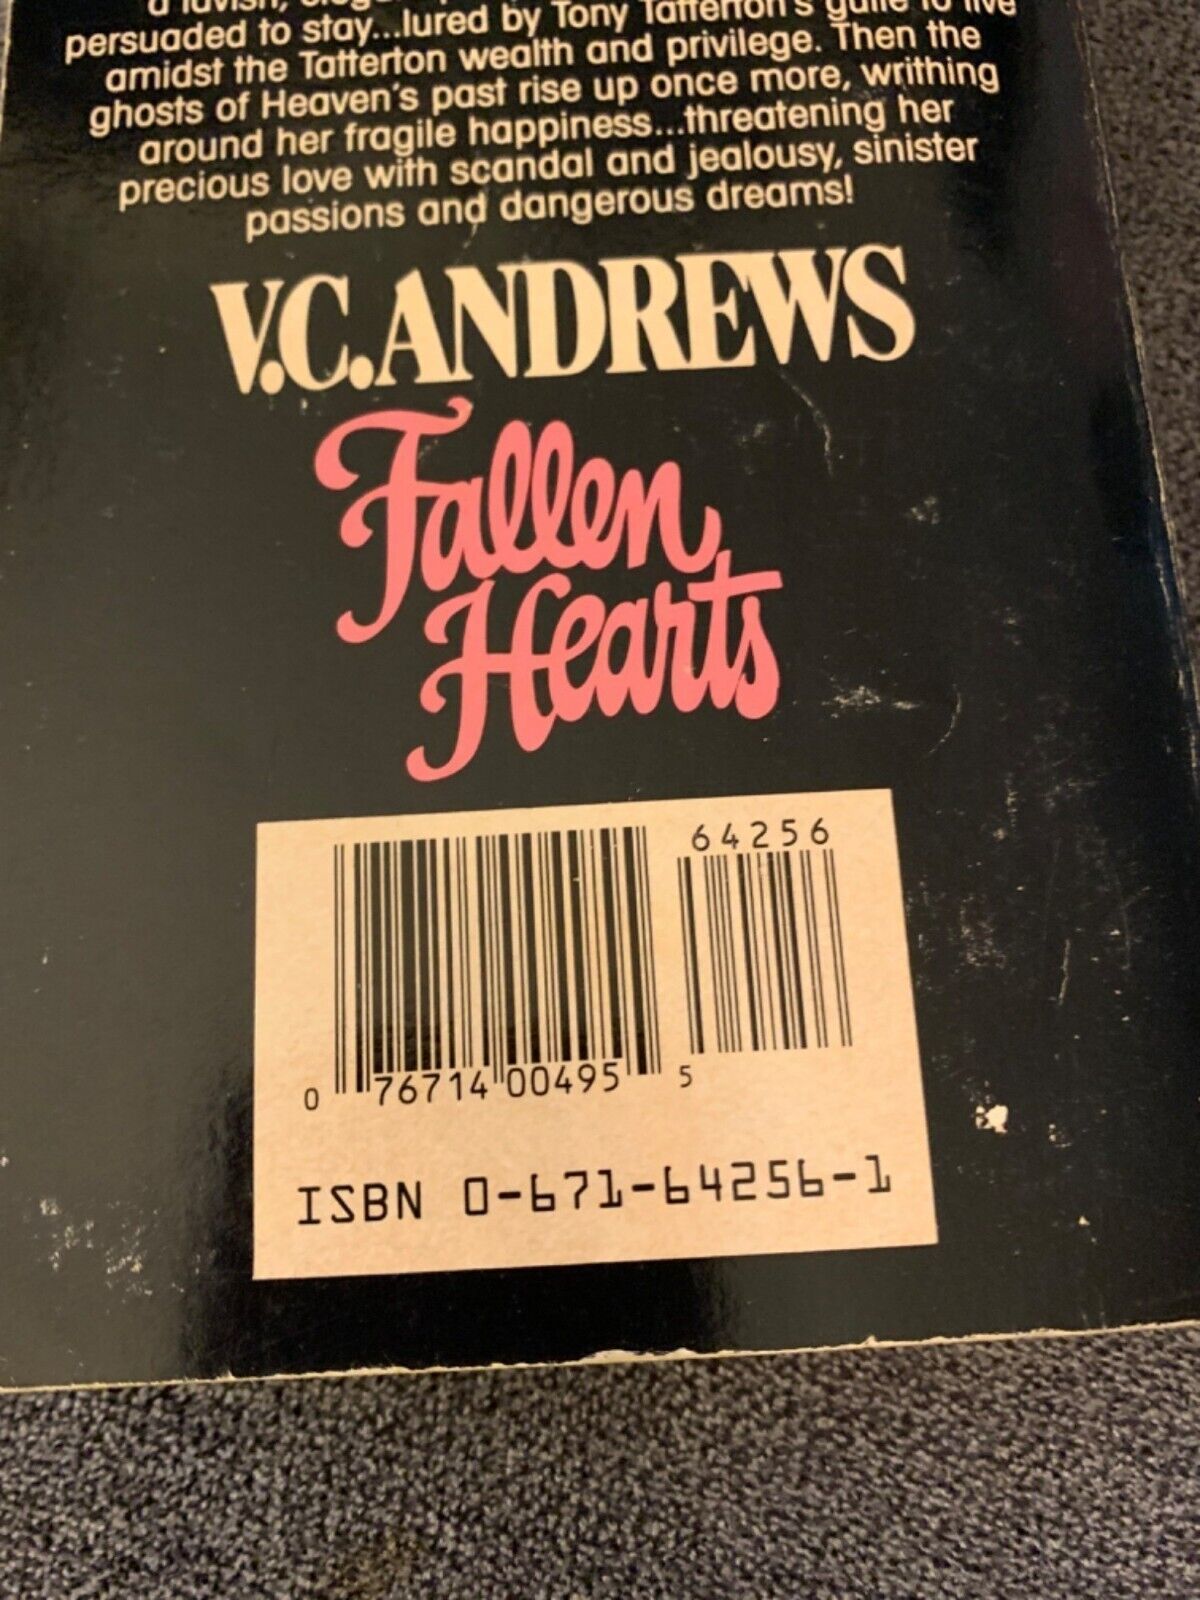 a lavish,
persuaded to stay...lured by Tony Tatterton's guile to live
amidst the Tatterton wealth and privilege. Then the
ghosts of Heaven's past rise up once more, writhing
around her fragile happiness...threatening her
precious love with scandal and jealousy, sinister
passions and dangerous dreams!
V.C. ANDREWS
Fallen
Hearts
64256
0 76714 00495 5
ISBN 0-671-64256-1